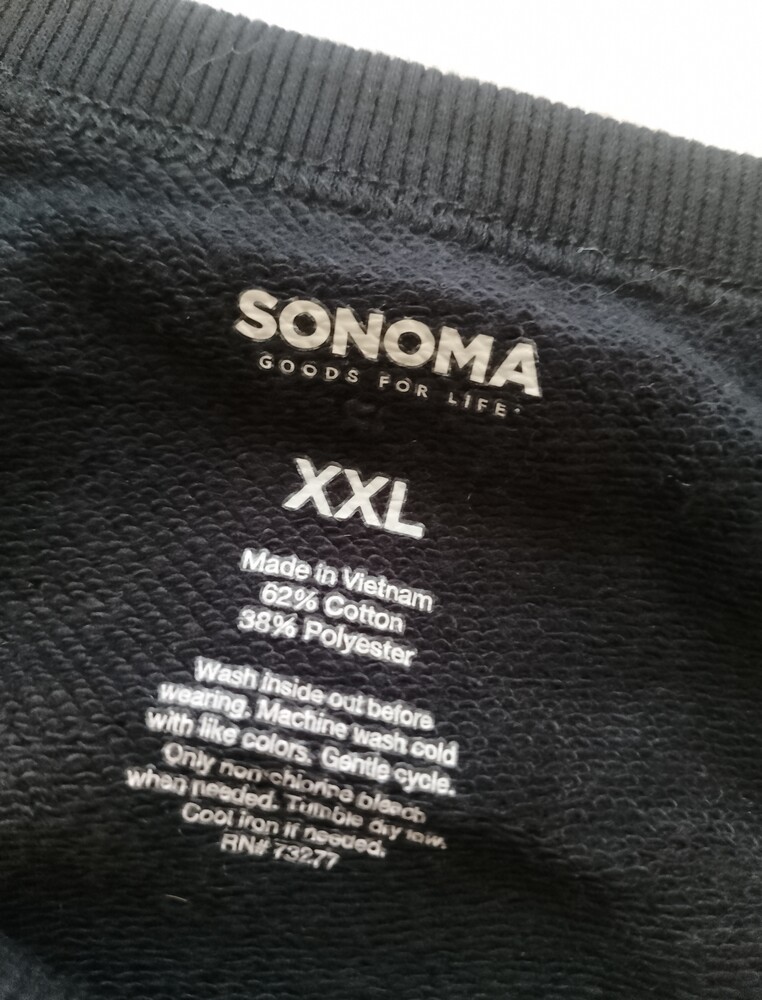 SONOMA
GOODS FOR LIFE
XXL
Made in Vietnam
62% Cotton
38% Polyester
Wash inside out before
wearing. Machine wash cold
with like colors. Gentle cycle.
Only non-chlorine bleach
when needed. Tumble dry low.
Cool iron if needed.
RN# 73277